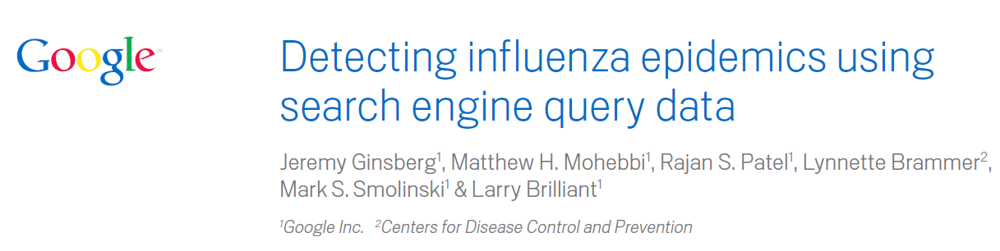 Google™
Detecting influenza epidemics using
search engine query data
Jeremy Ginsberg¹, Matthew H. Mohebbi¹, Rajan S. Patel¹, Lynnette Brammer²,
Mark S. Smolinski¹ & Larry Brilliant¹
¹Google Inc. ²Centers for Disease Control and Prevention